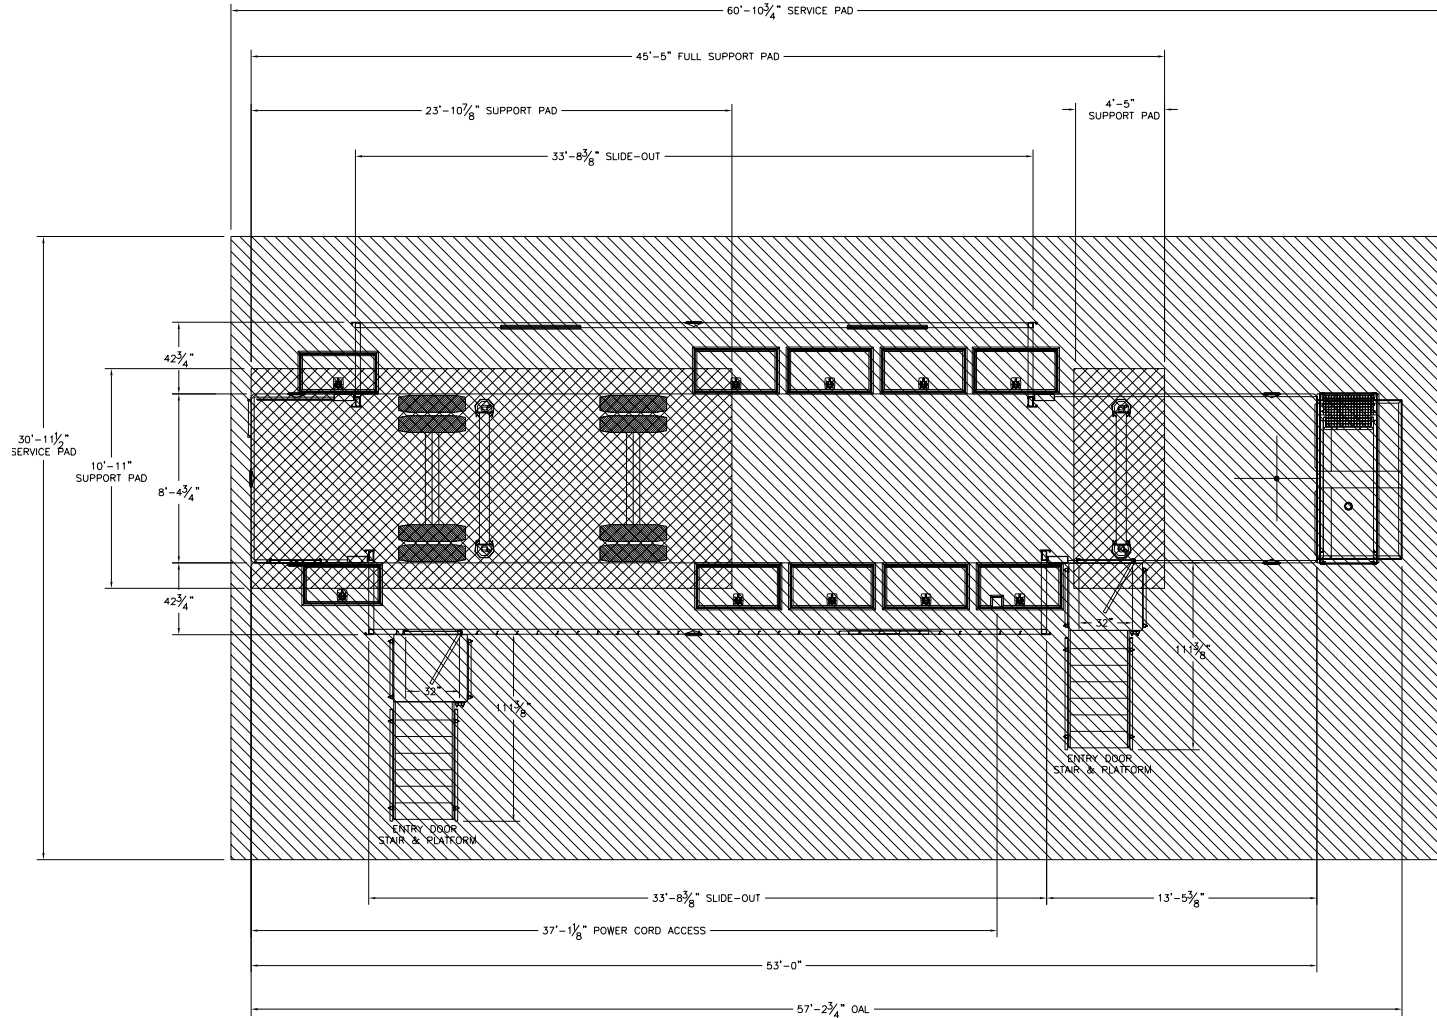 60'-10¾" SERVICE PAD
45'-5" FULL SUPPORT PAD
23'-10⅞" SUPPORT PAD
4'-5"
SUPPORT PAD
33'-8⅜" SLIDE-OUT
42¾"
30'-11½"
SERVICE PAD
10'-11"
SUPPORT PAD
8'-4¾"
42¾"
32"
111⅜"
32"
111⅜"
ENTRY DOOR
STAIR & PLATFORM
ENTRY DOOR
STAIR & PLATFORM
33'-8⅜" SLIDE-OUT
13'-5⅜"
37'-1⅛" POWER CORD ACCESS
53'-0"
57'-2¾" OAL